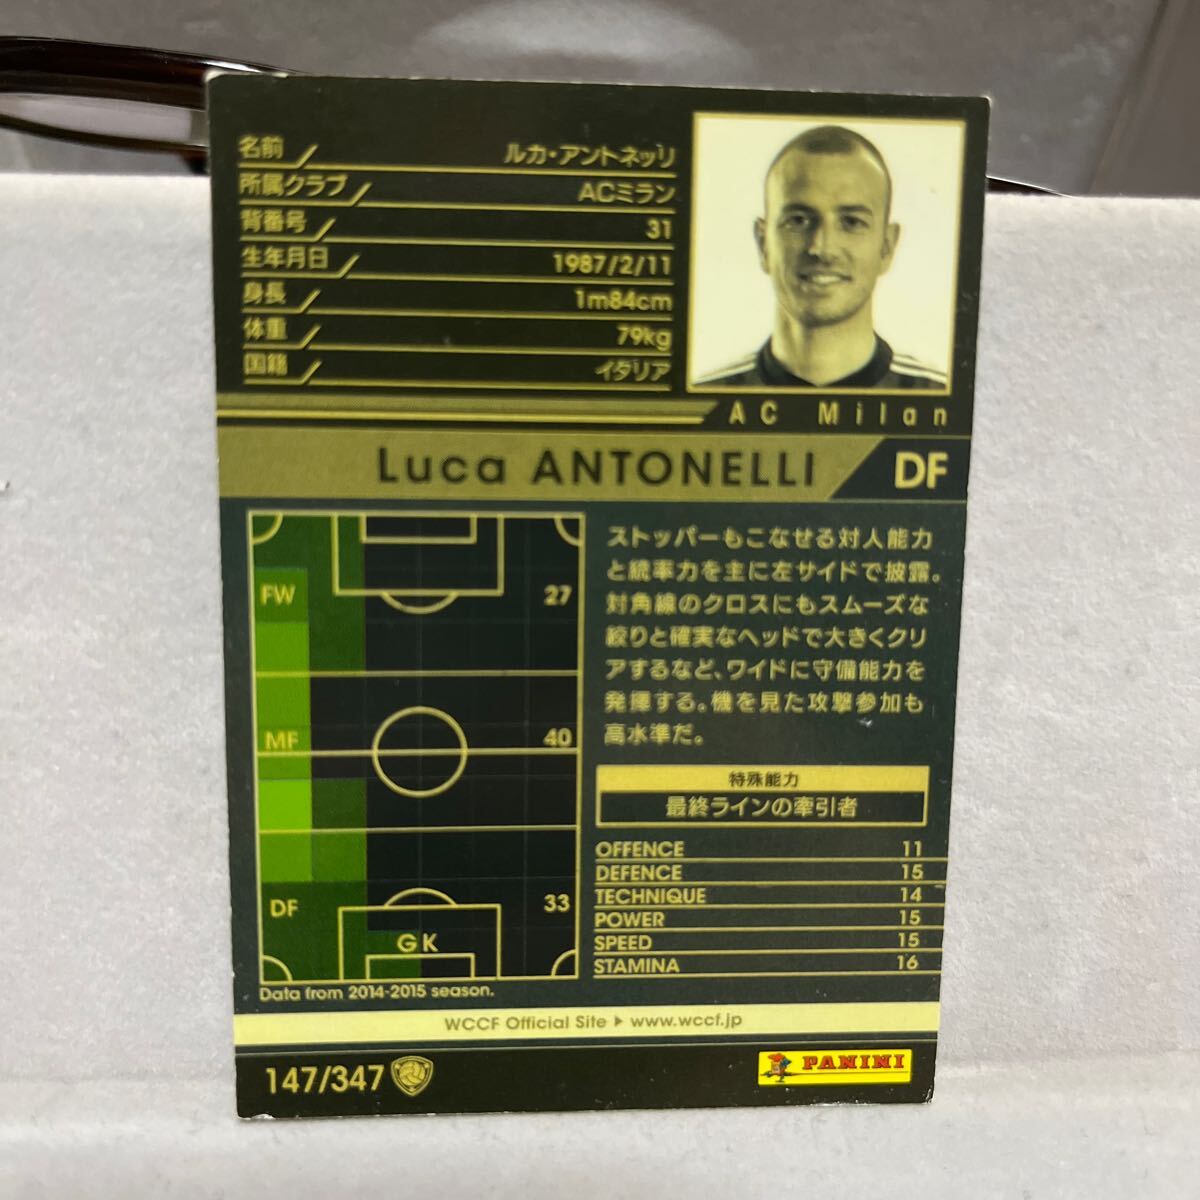 名前 ルカ・アントネッリ
所属クラブ ACミラン
背番号 31
生年月日 1987/2/11
身長 1m84cm
体重 79kg
国籍 イタリア
AC Milan
Luca ANTONELLI DF
FW 27
MF 40
DF 33
GK
Data from 2014-2015 season.
ストッパーもこなせる対人能力
と統率力を主に左サイドで披露。
対角線のクロスにもスムーズな
絞りと確実なヘッドで大きくクリ
アするなど、ワイドに守備能力を
発揮する。機を見た攻撃参加も
高水準だ。
特殊能力
最終ラインの牽引者
OFFENCE 11
DEFENCE 15
TECHNIQUE 14
POWER 15
SPEED 15
STAMINA 16
WCCF Official Site ▶ www.wccf.jp
147/347
PANINI